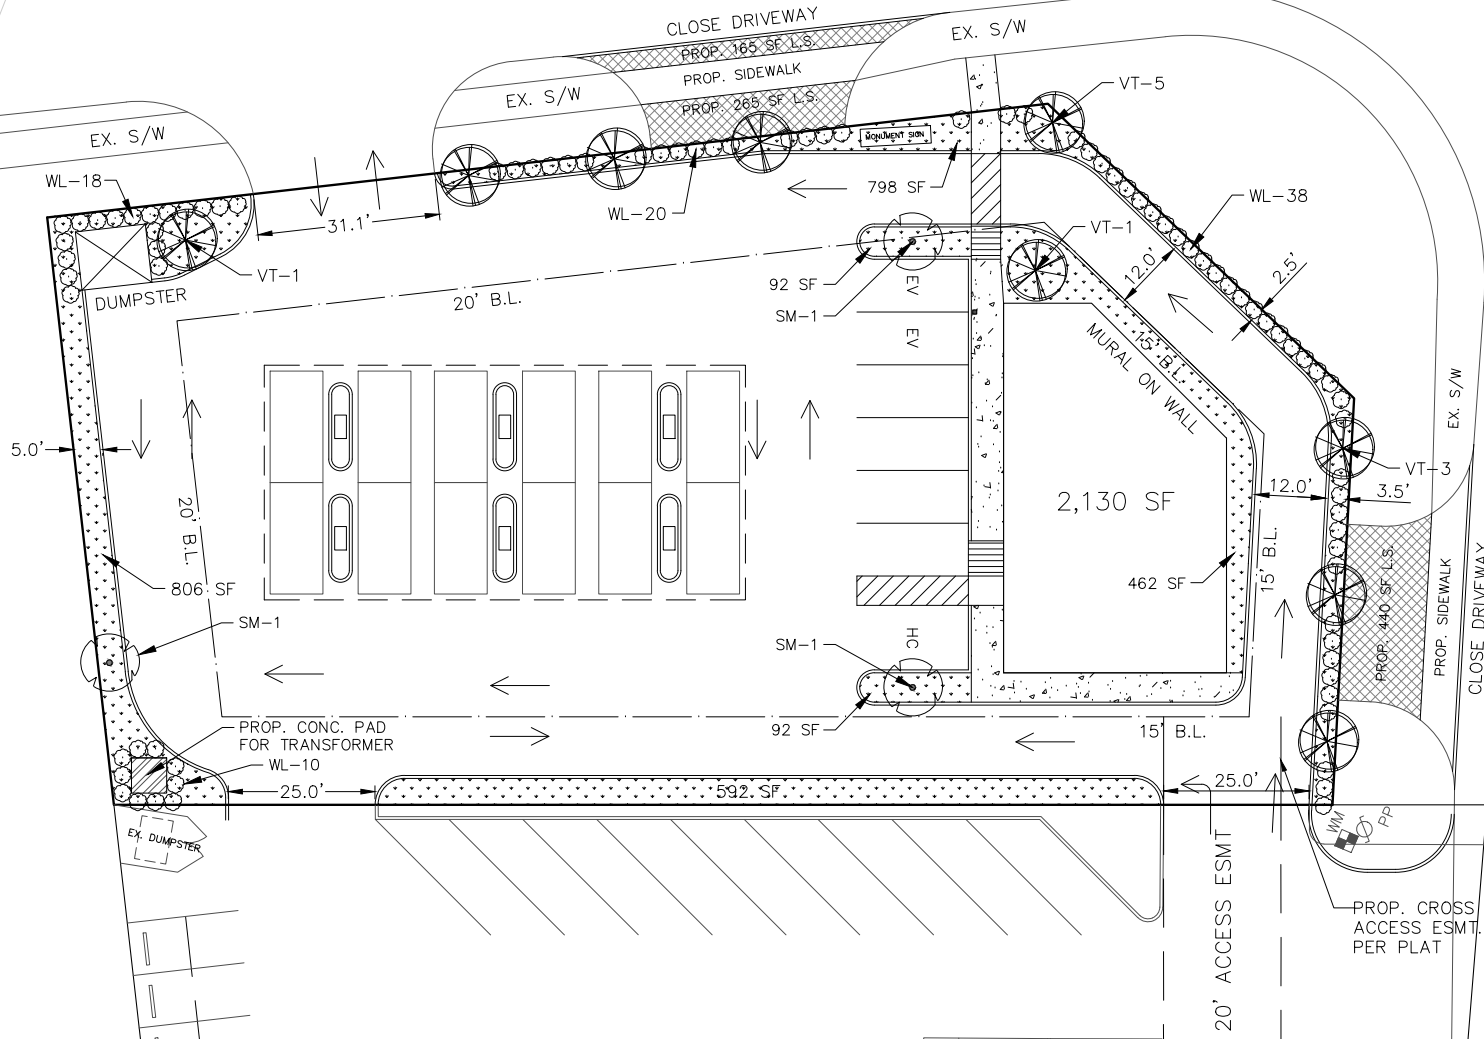 CLOSE DRIVEWAY
PROP. 165 SF L.S.
EX. S/W
PROP. SIDEWALK
EX. S/W
PROP. 265 SF L.S.
VT-5
EX. S/W
MONUMENT SIGN
WL-18
798 SF
WL-38
WL-20
31.1'
VT-1
12.0'
2.5'
VT-1
92 SF
EV
DUMPSTER
20' B.L.
SM-1
EV
15' B.L.
MURAL ON WALL
EX. S/W
5.0'
VT-3
12.0'
3.5'
20' B.L.
2,130 SF
15' B.L.
462 SF
806 SF
PROP. 440 SF L.S.
PROP. SIDEWALK
CLOSE DRIVEWAY
SM-1
HC
SM-1
PROP. CONC. PAD
FOR TRANSFORMER
92 SF
15' B.L.
WL-10
25.0'
592 SF
25.0'
WM
PP
EX. DUMPSTER
20' ACCESS ESMT
PROP. CROSS
ACCESS ESMT.
PER PLAT